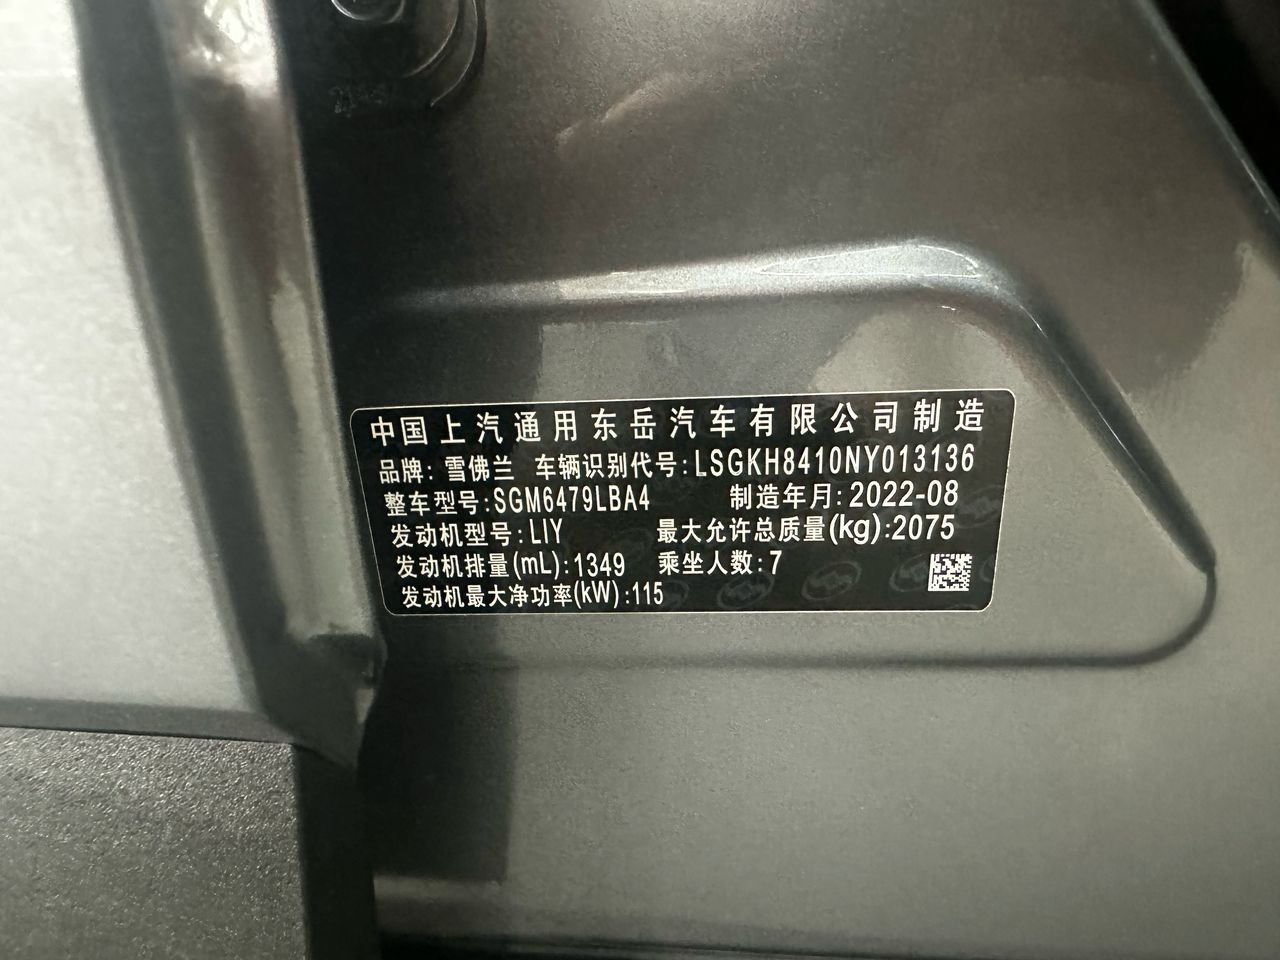 中国上汽通用东岳汽车有限公司制造
品牌: 雪佛兰 车辆识别代号: LSGKH8410NY013136
整车型号: SGM6479LBA4 制造年月: 2022-08
发动机型号: LIY 最大允许总质量(kg): 2075
发动机排量(mL): 1349 乘坐人数: 7
发动机最大净功率(kW): 115